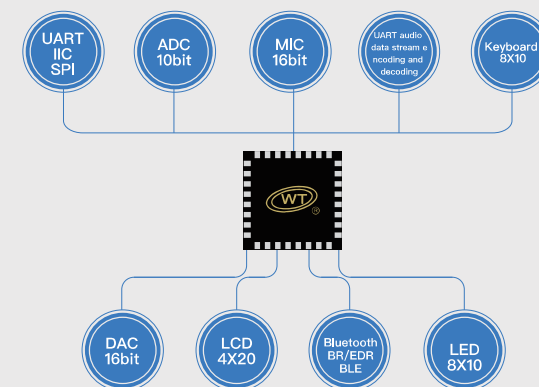 UART
IIC
SPI
ADC
10bit
MIC
16bit
UART audio
data stream e
ncoding and
decoding
Keyboard
8X10
WT
®
DAC
16bit
LCD
4X20
Bluetooth
BR/EDR
BLE
LED
8X10